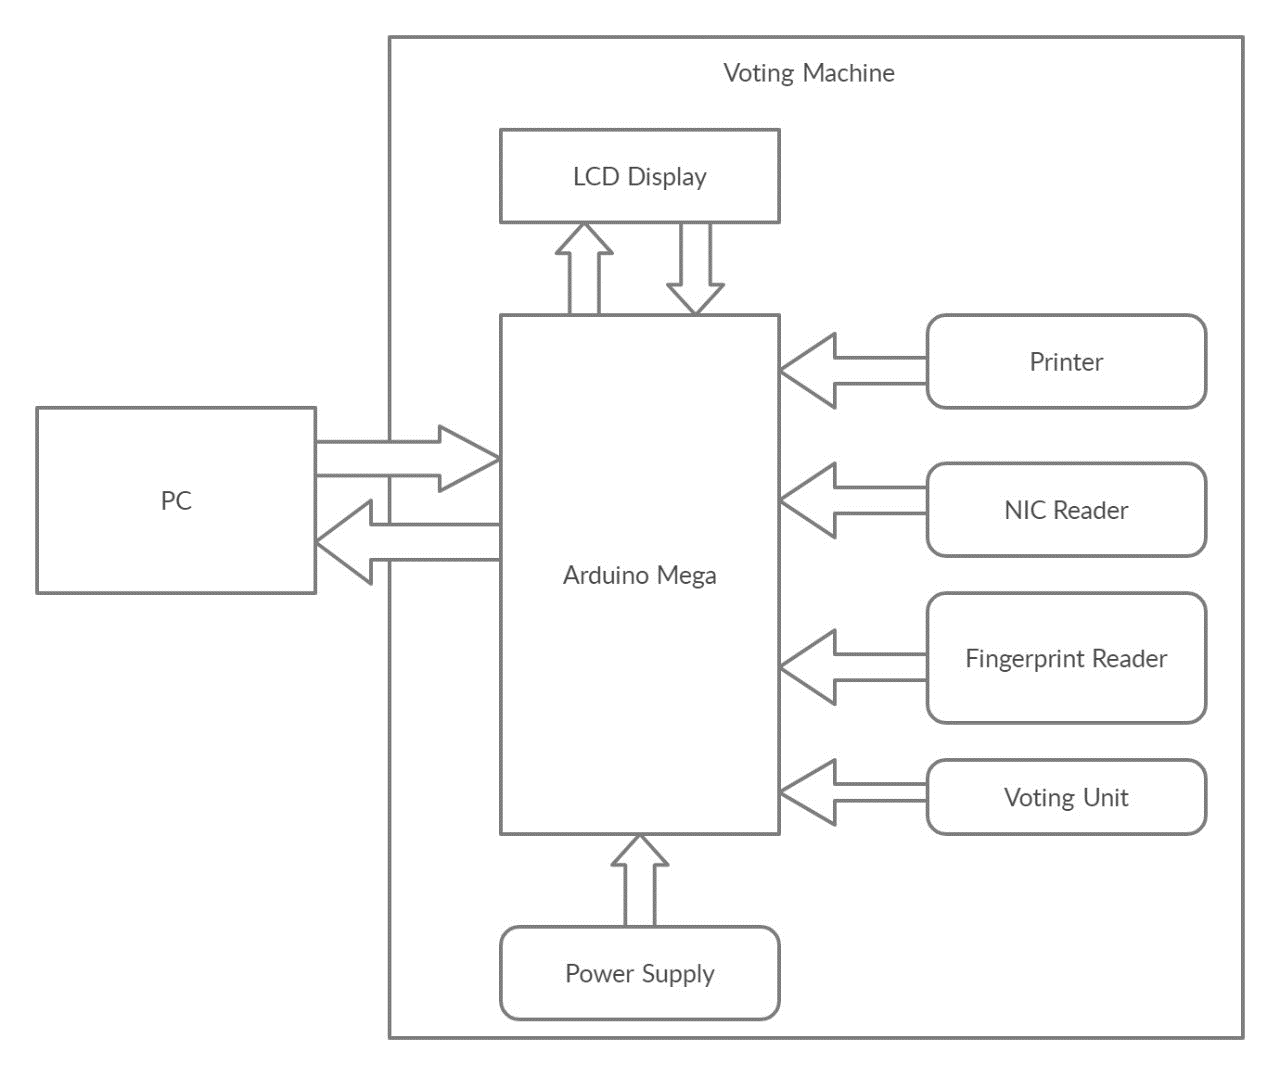 Voting Machine
LCD Display
Printer
PC
NIC Reader
Arduino Mega
Fingerprint Reader
Voting Unit
Power Supply